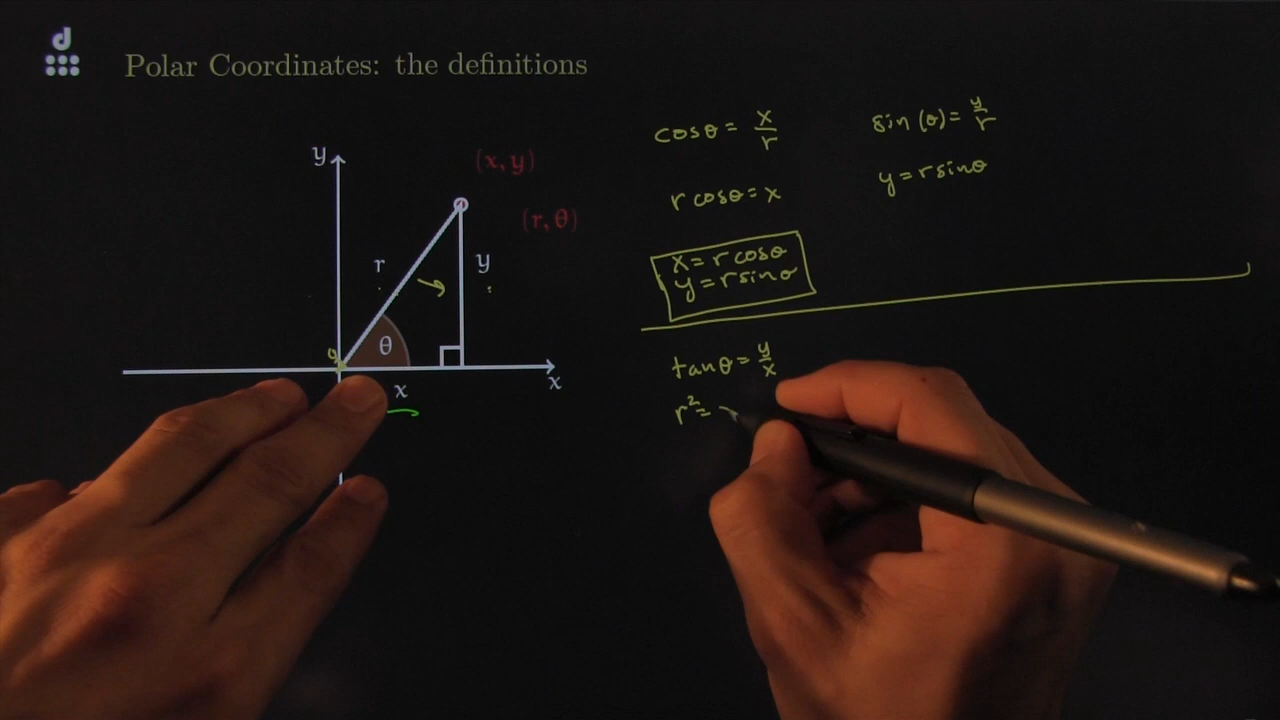 d
Polar Coordinates: the definitions
y
(x, y)
(r, θ)
r
y
θ
x
x
cosθ = x/r
sin(θ) = y/r
r cosθ = x
y = r sinθ
x = r cosθ
y = r sinθ
tanθ = y/x
r² =